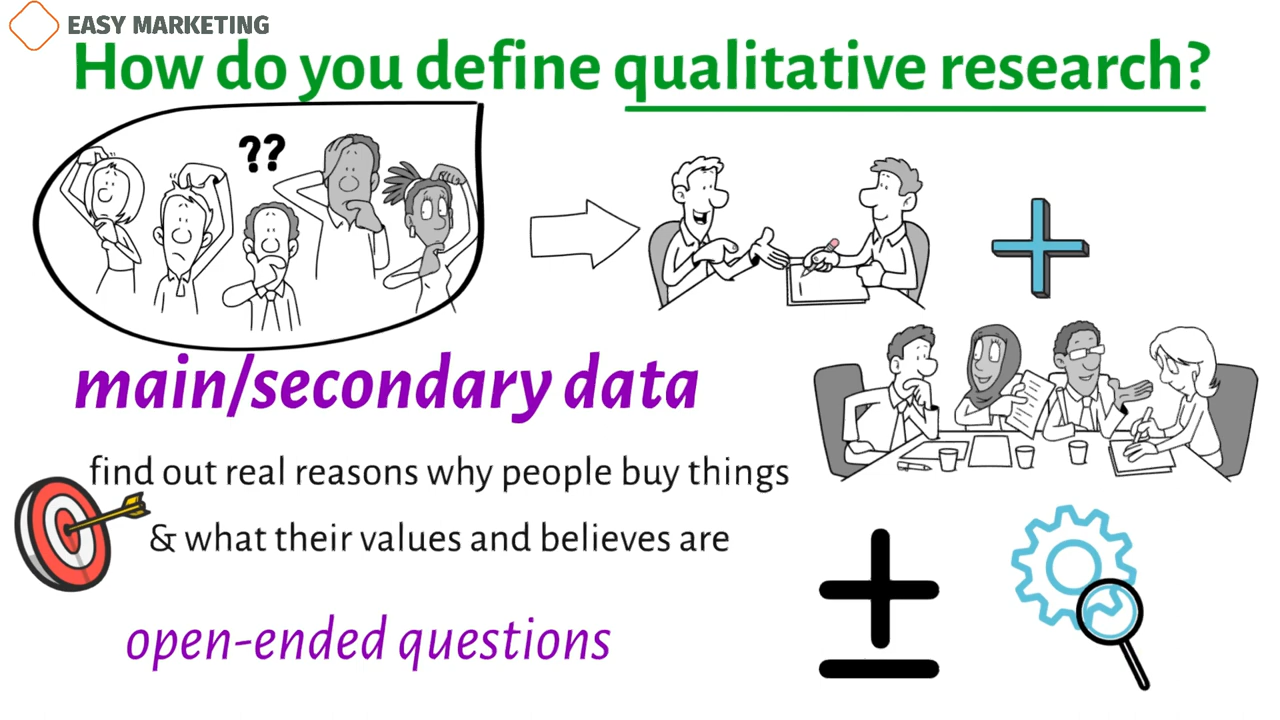 EASY MARKETING
How do you define qualitative research?
??
main/secondary data
find out real reasons why people buy things
& what their values and believes are
open-ended questions